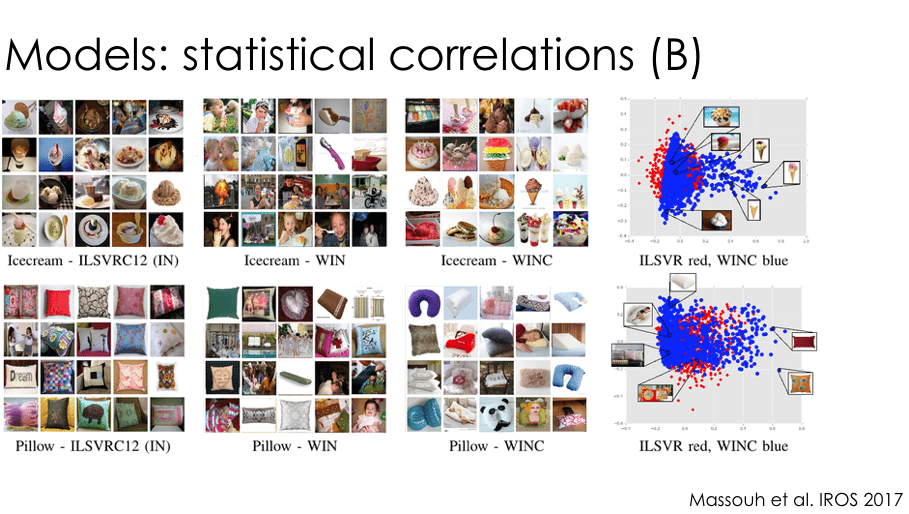 Models: statistical correlations (B)
Icecream - ILSVRC12 (IN)
Icecream - WIN
Icecream - WINC
ILSVR red, WINC blue
Dream
Pillow - ILSVRC12 (IN)
Pillow - WIN
Pillow - WINC
ILSVR red, WINC blue
Massouh et al. IROS 2017